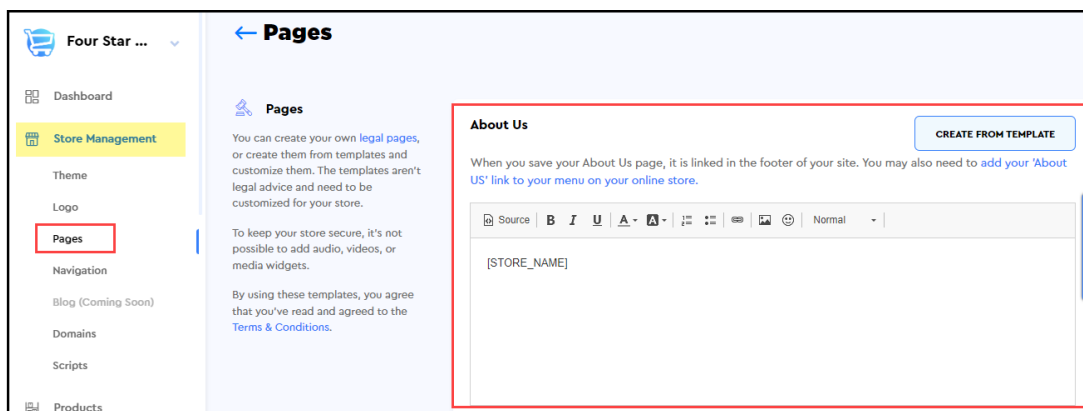 Four Star ...
Dashboard
Store Management
Theme
Logo
Pages
Navigation
Blog (Coming Soon)
Domains
Scripts
Products
← Pages
Pages
You can create your own legal pages,
or create them from templates and
customize them. The templates aren't
legal advice and need to be
customized for your store.
To keep your store secure, it's not
possible to add audio, videos, or
media widgets.
By using these templates, you agree
that you've read and agreed to the
Terms & Conditions.
About Us
CREATE FROM TEMPLATE
When you save your About Us page, it is linked in the footer of your site. You may also need to add your 'About
US' link to your menu on your online store.
Source B I U A A Normal
[STORE_NAME]